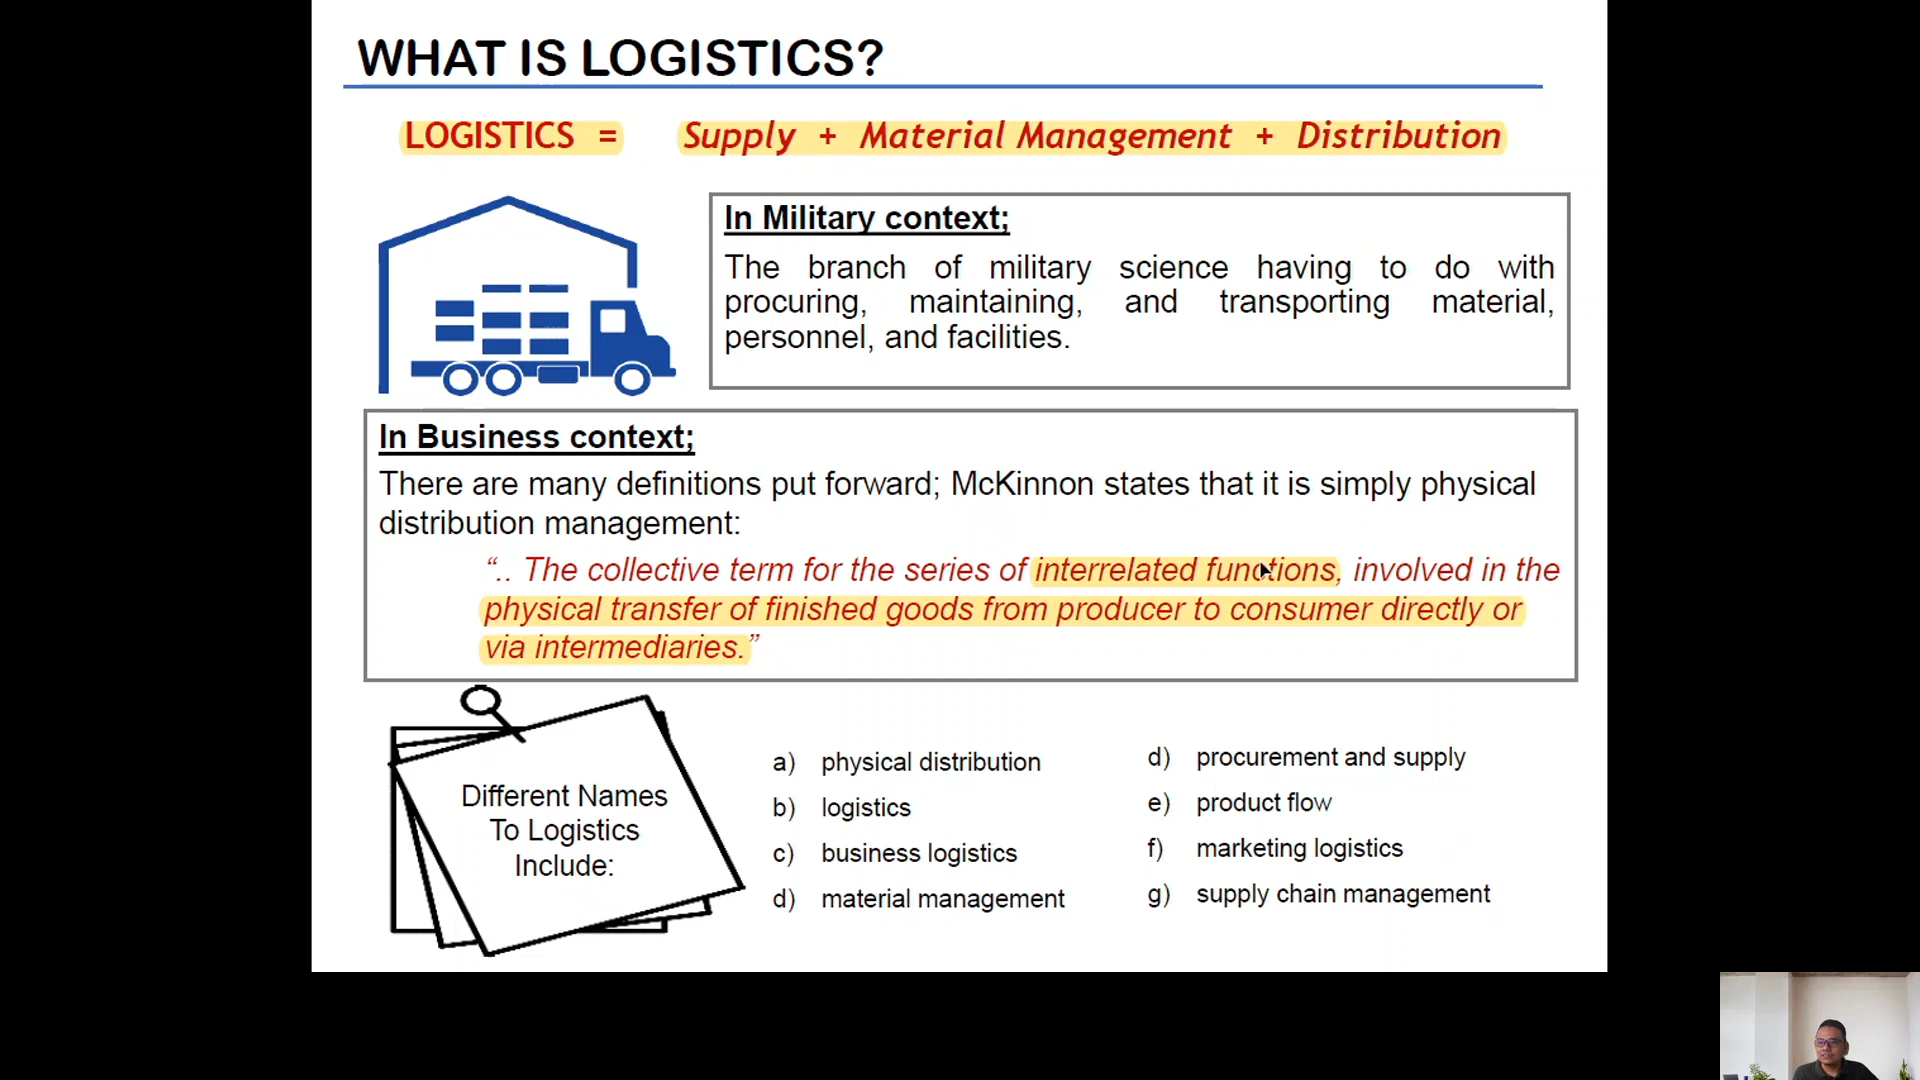 WHAT IS LOGISTICS?
LOGISTICS = Supply + Material Management + Distribution
In Military context;
The branch of military science having to do with
procuring, maintaining, and transporting material,
personnel, and facilities.
In Business context;
There are many definitions put forward; McKinnon states that it is simply physical
distribution management:
“.. The collective term for the series of interrelated functions, involved in the
physical transfer of finished goods from producer to consumer directly or
via intermediaries.”
Different Names
To Logistics
Include:
a) physical distribution
b) logistics
c) business logistics
d) material management
d) procurement and supply
e) product flow
f) marketing logistics
g) supply chain management